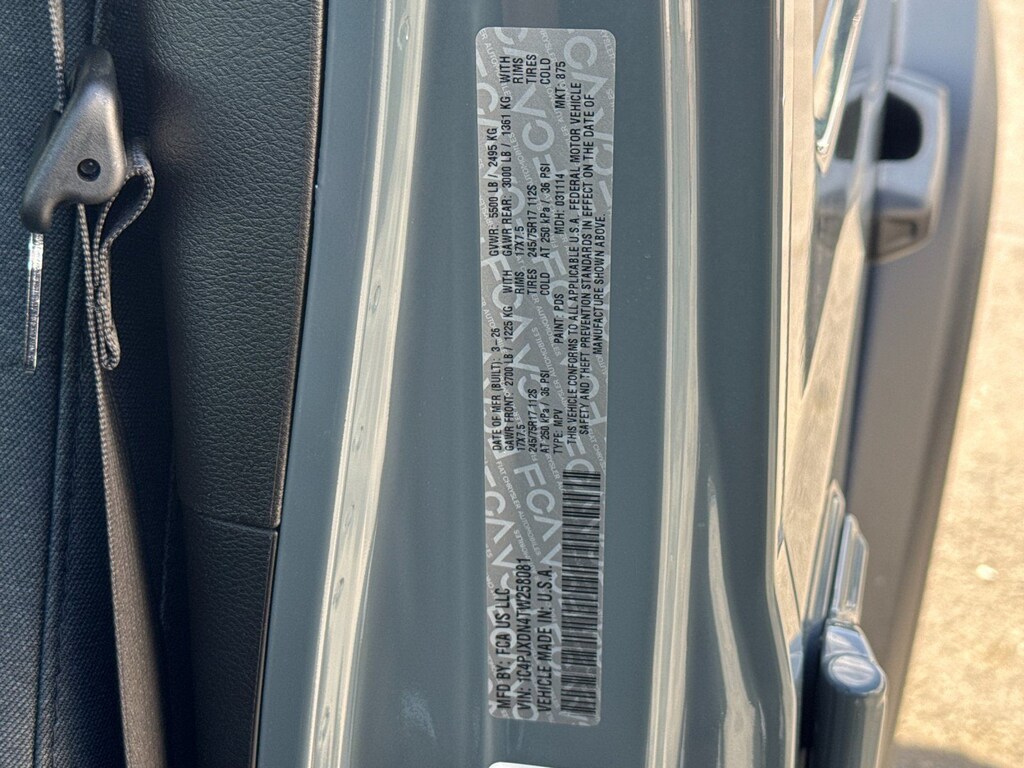 MFD BY: FCA US LLC
DATE OF MFR (BUILT): 3-26
GVWR: 5500 LB / 2495 KG
GAWR FRONT: 2700 LB / 1225 KG WITH
GAWR REAR: 3000 LB / 1361 KG WITH
17X7.5 RIMS
17X7.5 RIMS
245/75R17 112S TIRES
245/75R17 112S TIRES
AT 250 kPa / 36 PSI COLD
AT 250 kPa / 36 PSI COLD
VIN: 1C4PJXDN4TW258081
TYPE: MPV PAINT: PDS MDH: 031114 MKT: 875
VEHICLE MADE IN: U.S.A.
THIS VEHICLE CONFORMS TO ALL APPLICABLE U.S.A. FEDERAL MOTOR VEHICLE
SAFETY AND THEFT PREVENTION STANDARDS IN EFFECT ON THE DATE OF
MANUFACTURE SHOWN ABOVE.